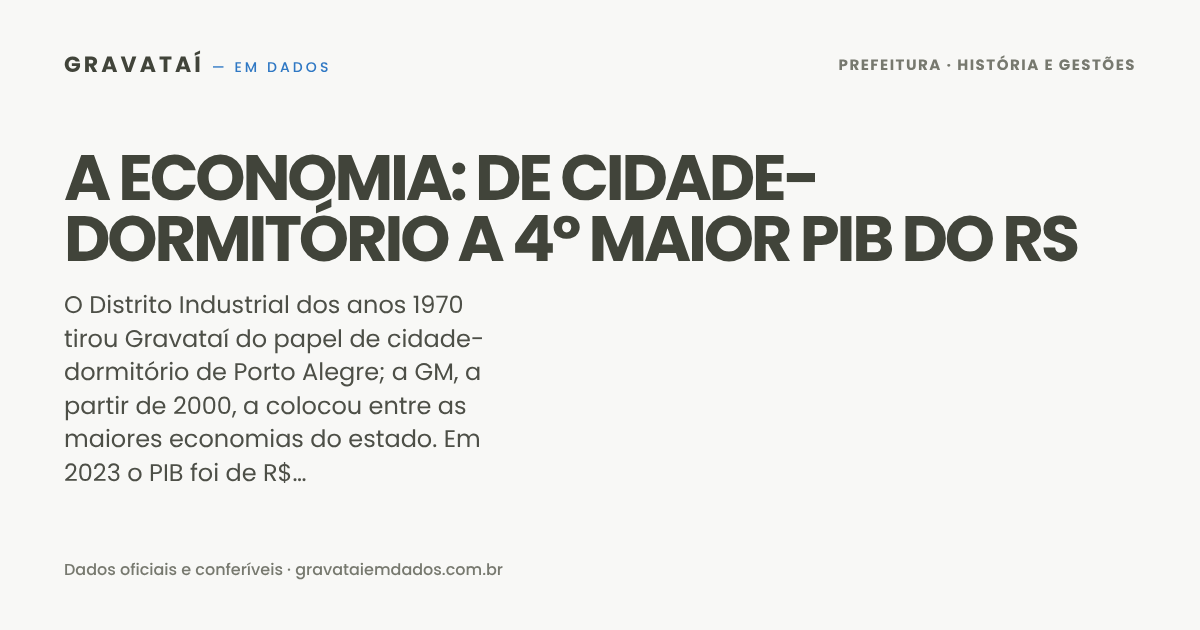 GRAVATAÍ — EM DADOS
PREFEITURA · HISTÓRIA E GESTÕES
A ECONOMIA: DE CIDADE-
DORMITÓRIO A 4º MAIOR PIB DO RS
O Distrito Industrial dos anos 1970
tirou Gravataí do papel de cidade-
dormitório de Porto Alegre; a GM, a
partir de 2000, a colocou entre as
maiores economias do estado. Em
2023 o PIB foi de R$…
Dados oficiais e conferíveis · gravataiemdados.com.br